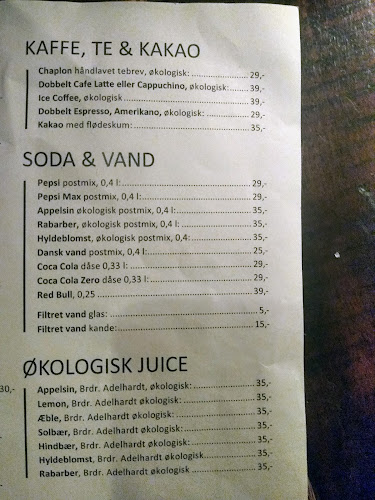 KAFFE, TE & KAKAO
Chaplon håndlavet tebrev, økologisk: 29,-
Dobbelt Cafe Latte eller Cappuchino, økologisk: 39,-
Ice Coffee, økologisk 39,-
Dobbelt Espresso, Amerikano, økologisk: 29,-
Kakao med flødeskum: 35,-
SODA & VAND
Pepsi postmix, 0,4 l: 29,-
Pepsi Max postmix, 0,4 l: 29,-
Appelsin økologisk postmix, 0,4 l: 35,-
Rabarber, økologisk postmix, 0,4 l: 35,-
Hyldeblomst, økologisk postmix, 0,4: 35,-
Dansk vand postmix, 0,4 l: 25,-
Coca Cola dåse 0,33 l: 29,-
Coca Cola Zero dåse 0,33 l: 29,-
Red Bull, 0,25 39,-
Filtret vand glas: 5,-
Filtret vand kande: 15,-
ØKOLOGISK JUICE
30,- Appelsin, Brdr. Adelhardt, økologisk: 35,-
Lemon, Brdr. Adelhardt, økologisk: 35,-
Æble, Brdr. Adelhardt, økologisk: 35,-
Solbær, Brdr. Adelhardt, økologisk: 35,-
Hindbær, Brdr. Adelhardt, økologisk: 35,-
Hyldeblomst, Brdr. Adelhardt, økologisk 35,-
Rabarber, Brdr. Adelhardt økologisk 35,-